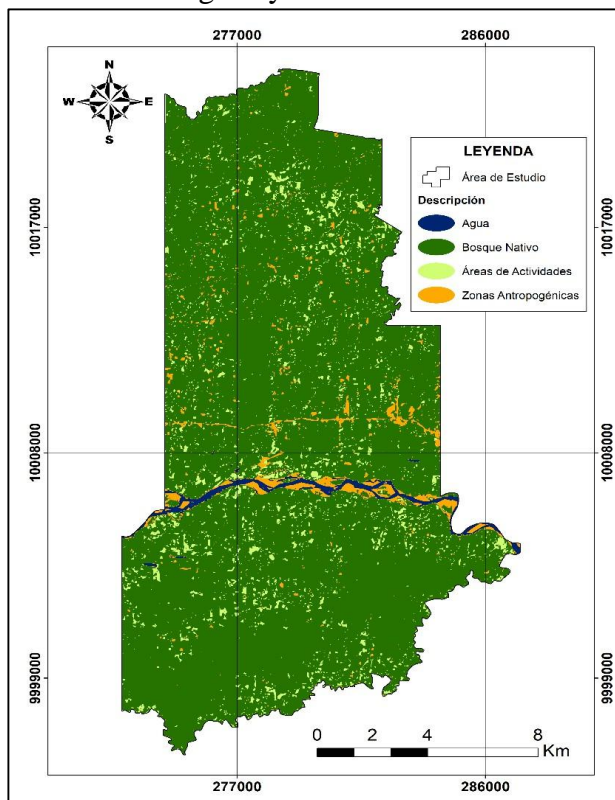 277000 286000
N
W E
S
LEYENDA
Área de Estudio
Descripción
Agua
Bosque Nativo
Áreas de Actividades
Zonas Antropogénicas
10017000
10017000
10008000
10008000
9999000
9999000
0 2 4 8
Km
277000 286000